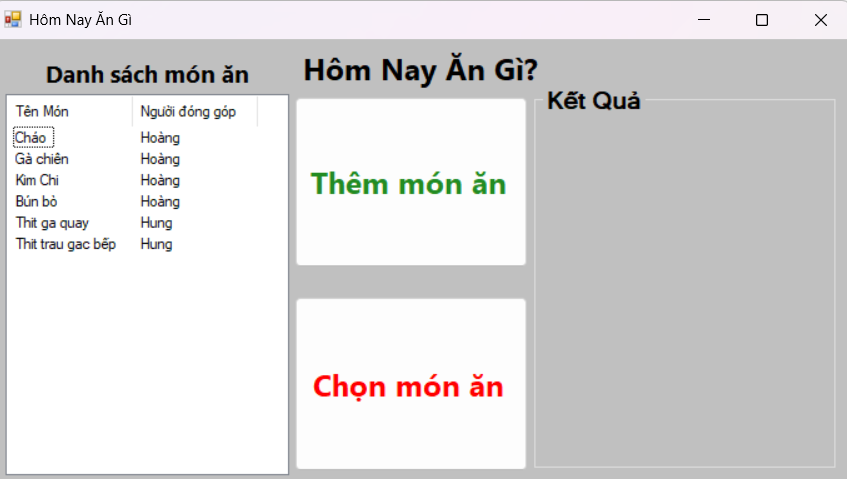 Hôm Nay Ăn Gì
Hôm Nay Ăn Gì?
Danh sách món ăn
Tên Món Người đóng góp
Cháo Hoàng
Gà chiên Hoàng
Kim Chi Hoàng
Bún bò Hoàng
Thit ga quay Hung
Thit trau gac bếp Hung
Thêm món ăn
Chọn món ăn
Kết Quả